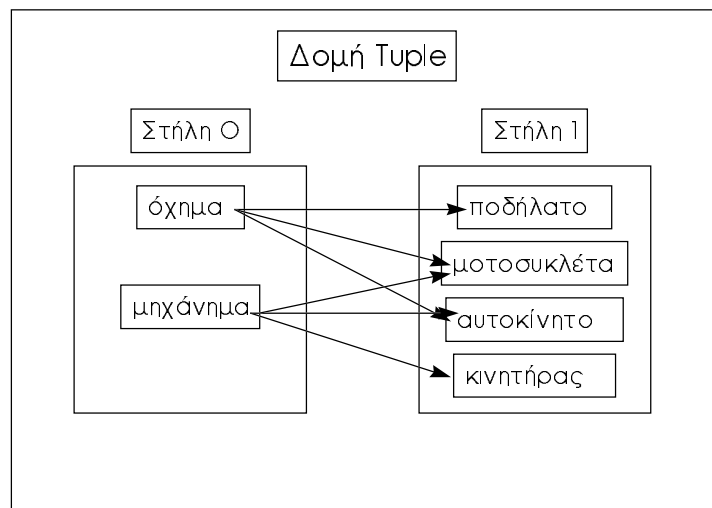 Δομή Tuple
Στήλη 0
Στήλη 1
όχημα
ποδήλατο
μοτοσυκλέτα
μηχάνημα
αυτοκίνητο
κινητήρας